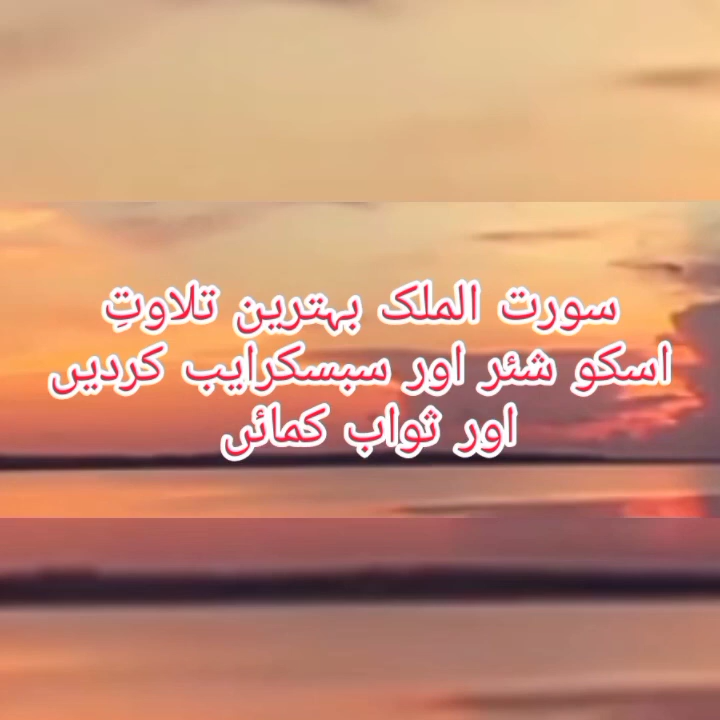 سورت الملک بہترین تلاوتِ
اسکو شئر اور سبسکرایب کردیں
اور ثواب کمائں